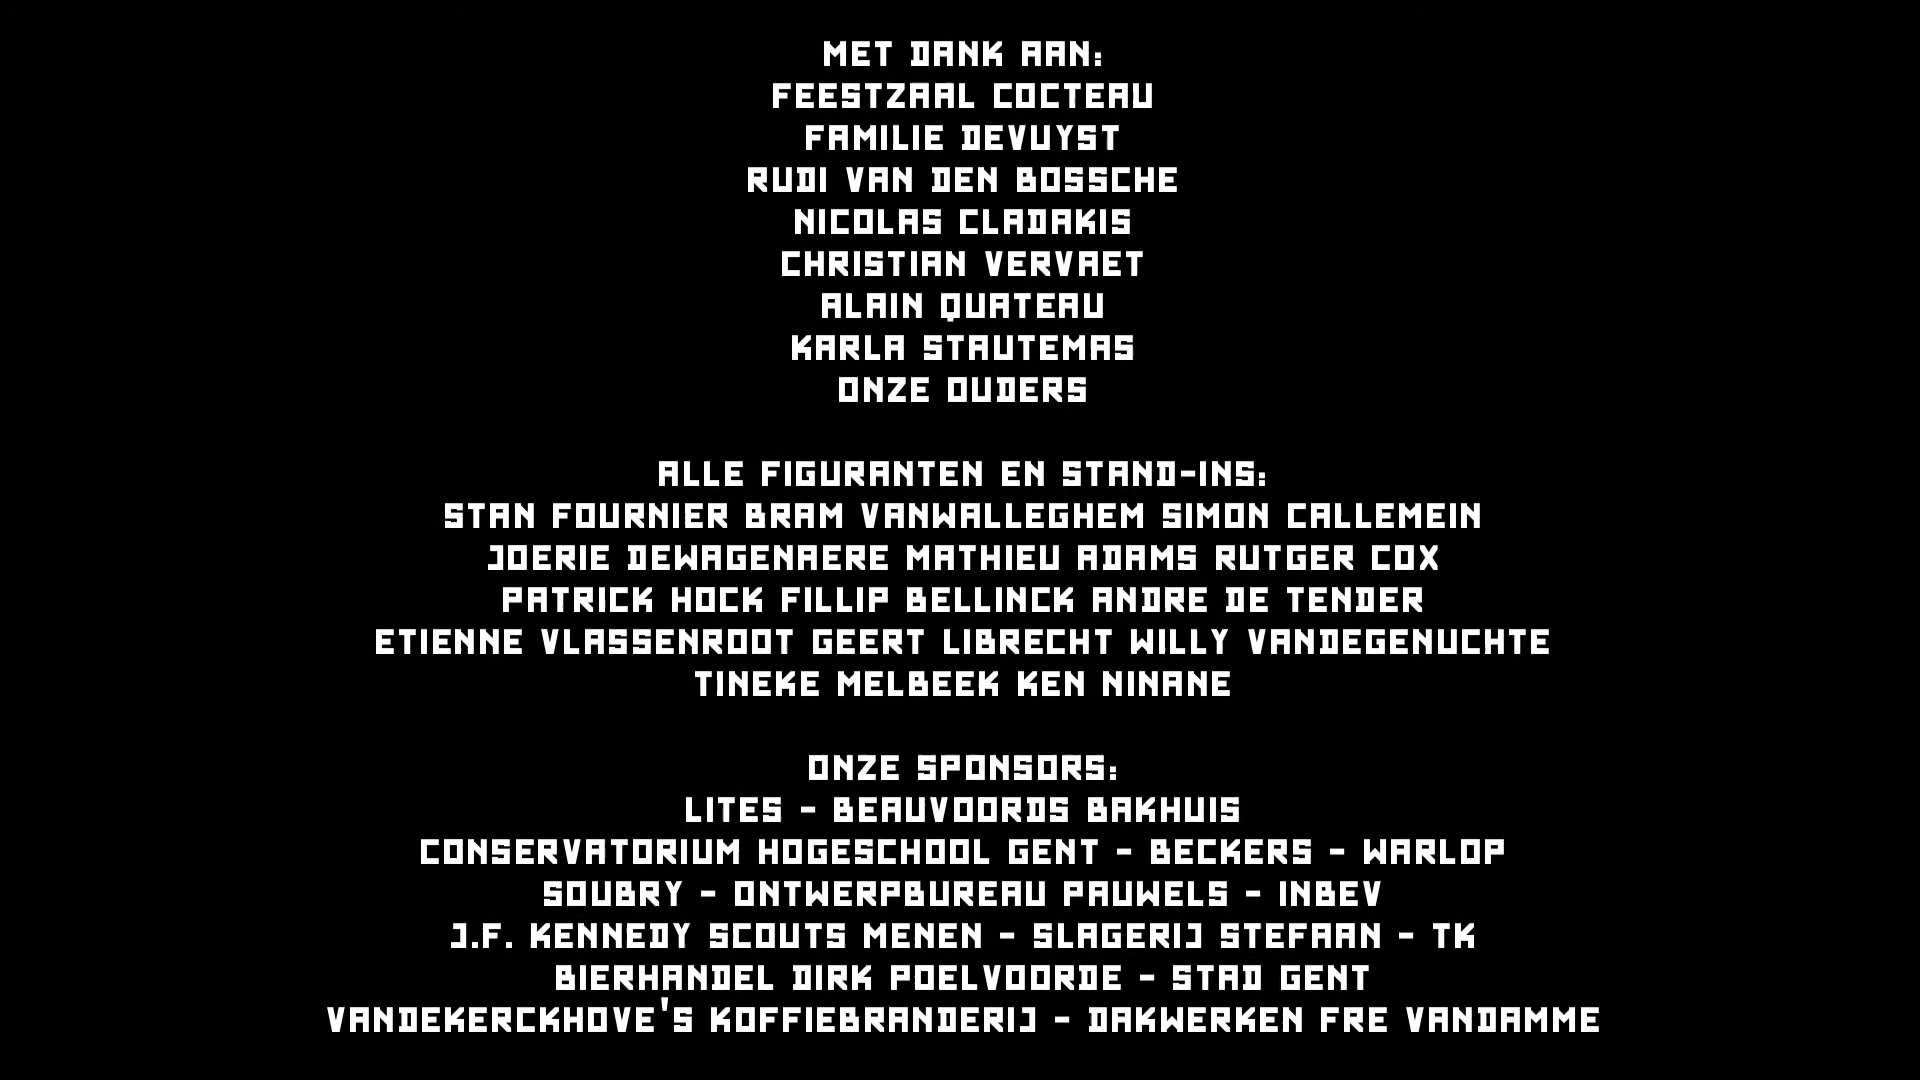 MET DANK AAN:
FEESTZAAL COCTEAU
FAMILIE DEVUYST
RUDI VAN DEN BOSSCHE
NICOLAS CLADAKIS
CHRISTIAN VERVAET
ALAIN QUATEAU
KARLA STAUTEMAS
ONZE OUDERS
ALLE FIGURANTEN EN STAND-INS:
STAN FOURNIER BRAM VANWALLEGHEM SIMON CALLEMEIN
JOERIE DEWAGENAERE MATHIEU ADAMS RUTGER COX
PATRICK HOCK FILLIP BELLINCK ANDRE DE TENDER
ETIENNE VLASSENROOT GEERT LIBRECHT WILLY VANDEGENUCHTE
TINEKE MELBEEK KEN NINANE
ONZE SPONSORS:
LITES - BEAUVOORDS BAKHUIS
CONSERVATORIUM HOGESCHOOL GENT - BECKERS - WARLOP
SOUBRY - ONTWERPBUREAU PAUWELS - INBEV
J.F. KENNEDY SCOUTS MENEN - SLAGERIJ STEFAAN - TK
BIERHANDEL DIRK POELVOORDE - STAD GENT
VANDEKERCKHOVE'S KOFFIEBRANDERIJ - DAKWERKEN FRE VANDAMME